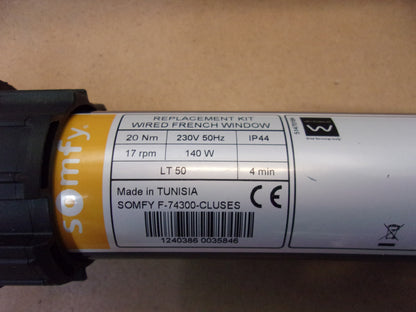 somfy.
REPLACEMENT KIT
WIRED FRENCH WINDOW
20 Nm 230V 50Hz IP44
17 rpm 140 W
LT 50 4 min
Made in TUNISIA
SOMFY F-74300-CLUSES
CE
1240386 0035846